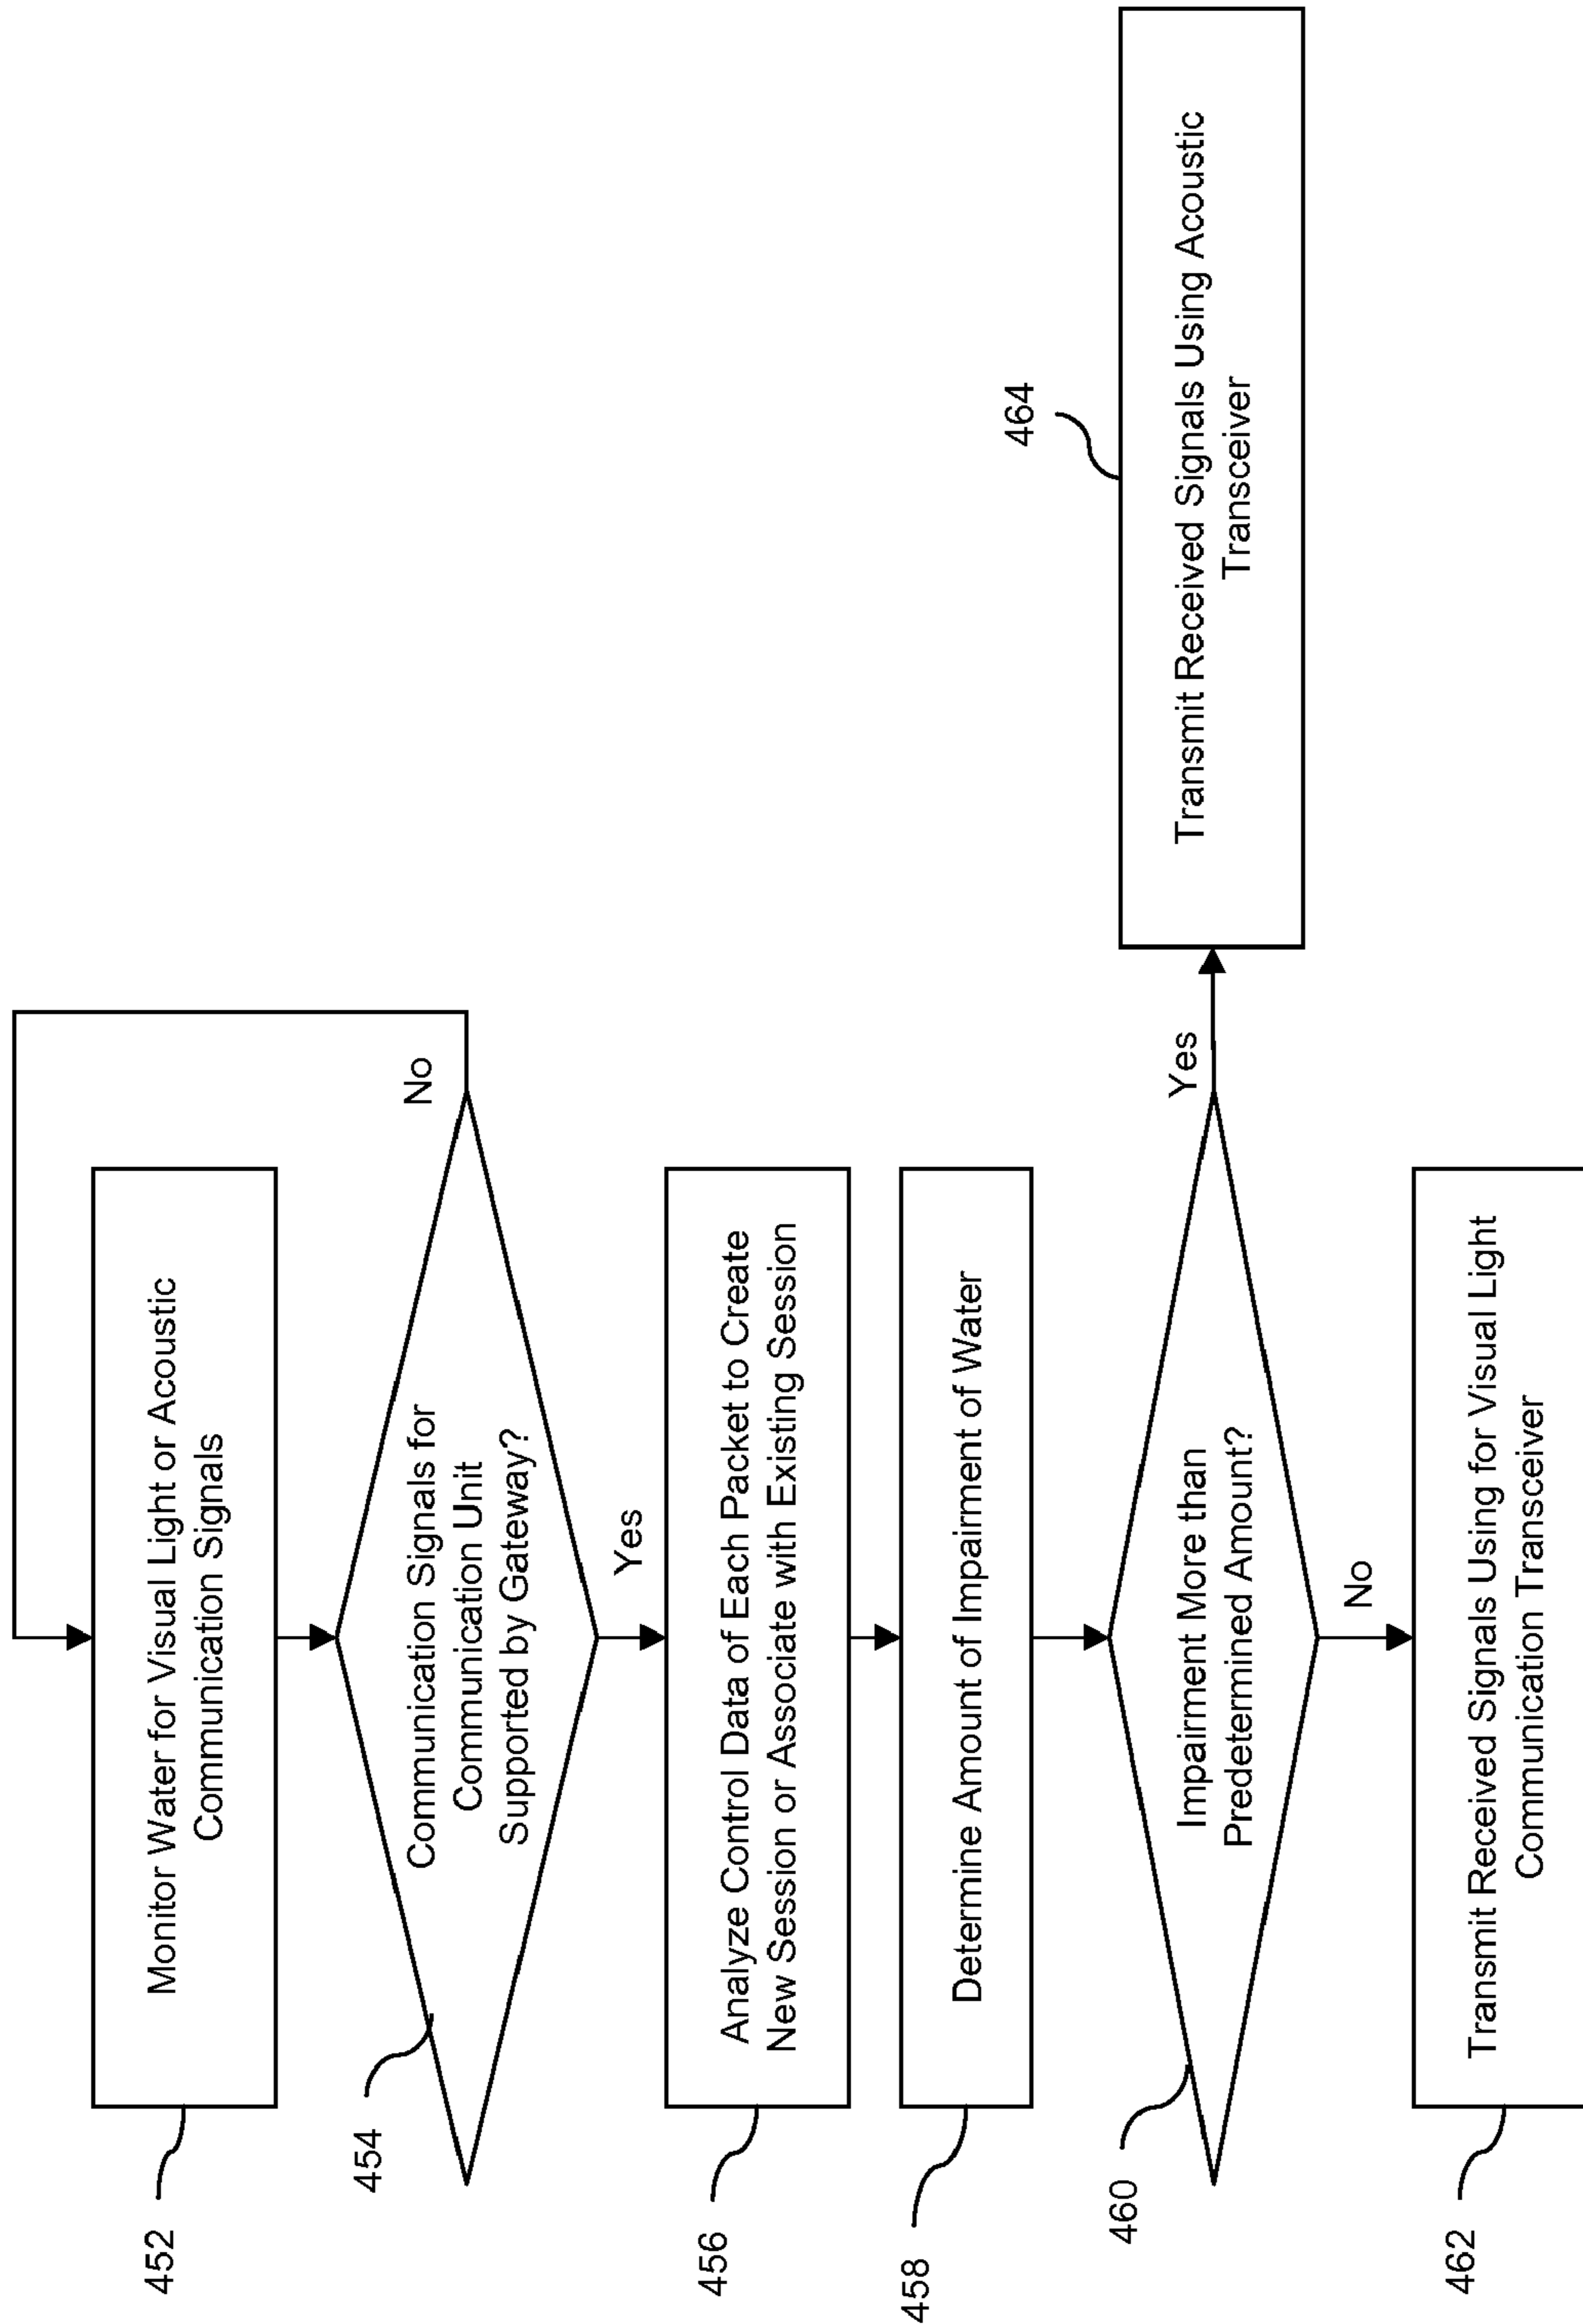 452
Monitor Water for Visual Light or Acoustic
Communication Signals
454
Communication Signals for
Communication Unit
Supported by Gateway?
No
Yes
456
Analyze Control Data of Each Packet to Create
New Session or Associate with Existing Session
458
Determine Amount of Impairment of Water
460
Impairment More than
Predetermined Amount?
Yes
464
Transmit Received Signals Using Acoustic
Transceiver
No
462
Transmit Received Signals Using for Visual Light
Communication Transceiver